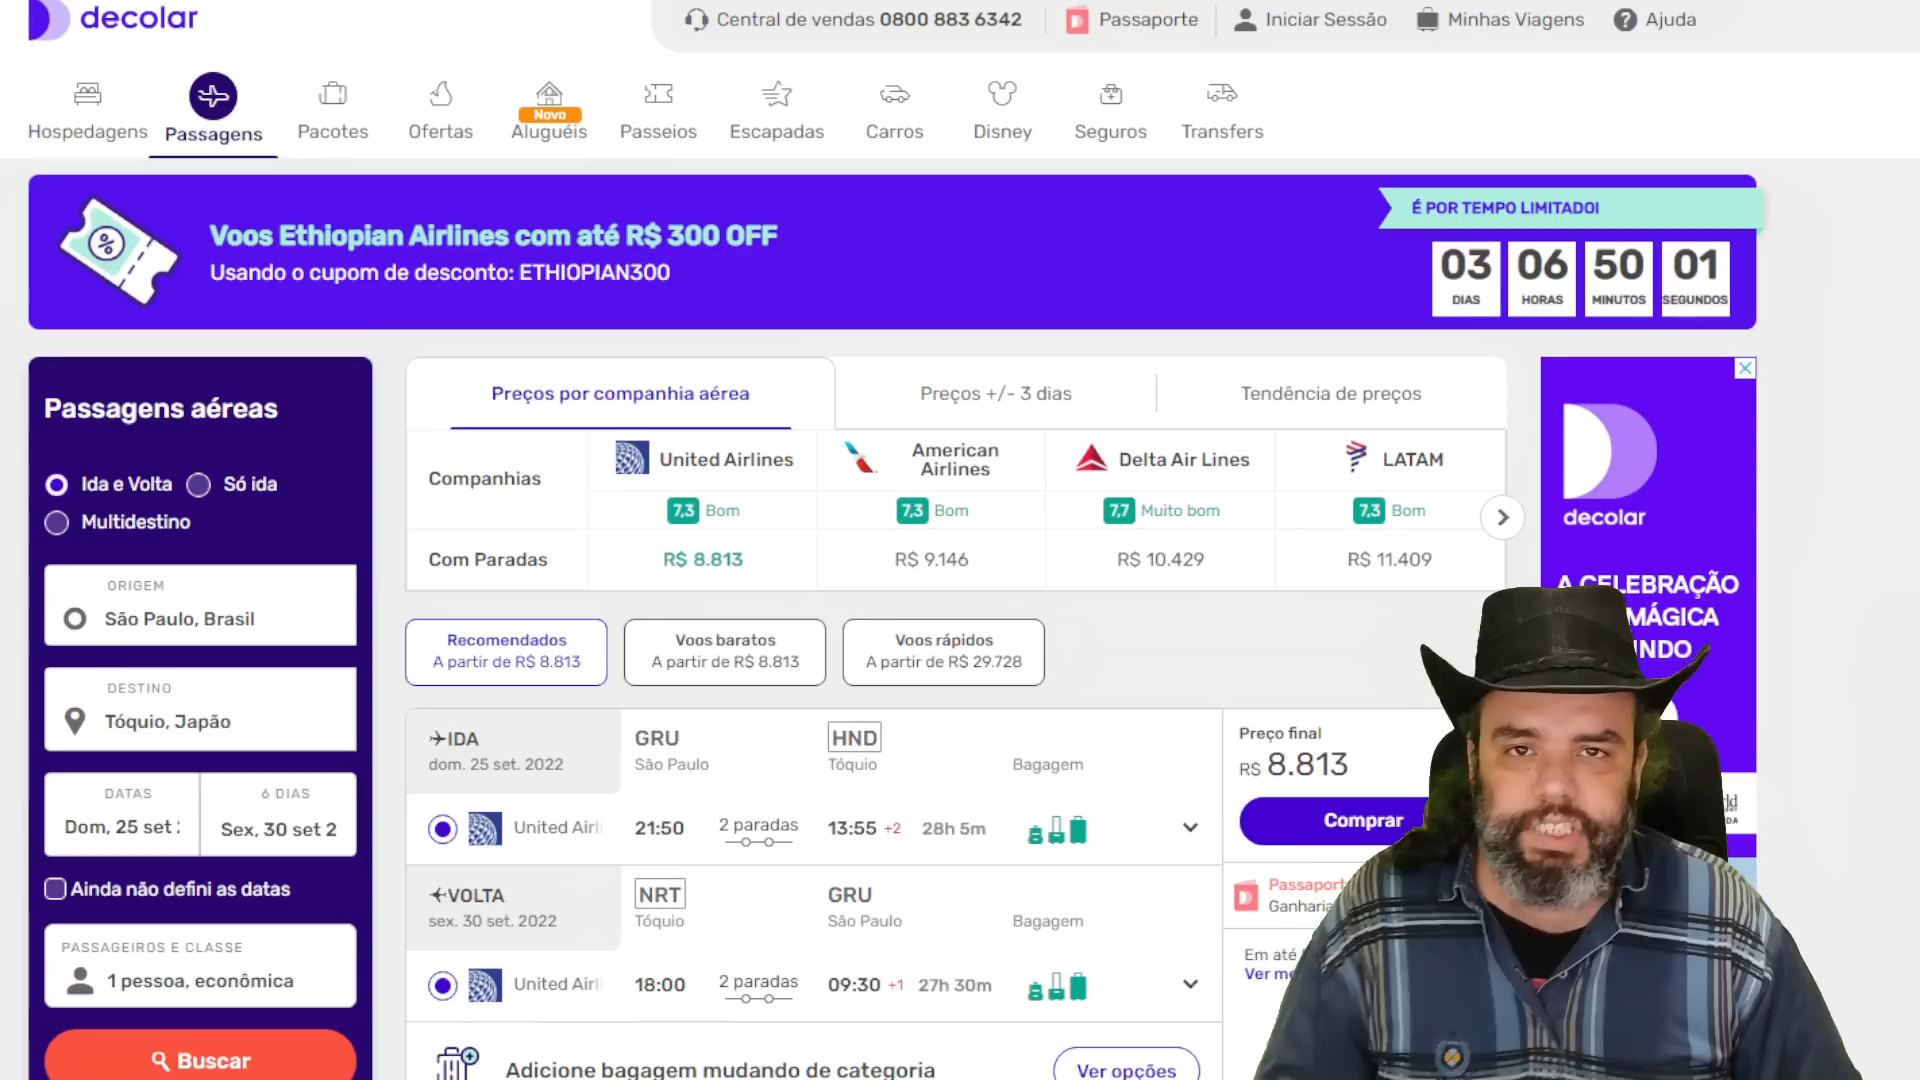 decolar
Central de vendas 0800 883 6342
Passaporte
Iniciar Sessão
Minhas Viagens
Ajuda
Hospedagens
Passagens
Pacotes
Ofertas
Novo
Aluguéis
Passeios
Escapadas
Carros
Disney
Seguros
Transfers
Voos Ethiopian Airlines com até R$ 300 OFF
Usando o cupom de desconto: ETHIOPIAN300
É POR TEMPO LIMITADO!
03 06 50 01
DIAS HORAS MINUTOS SEGUNDOS
Passagens aéreas
Ida e Volta
Só ida
Multidestino
ORIGEM
São Paulo, Brasil
DESTINO
Tóquio, Japão
DATAS
6 DIAS
Dom, 25 set
Sex, 30 set 2
Ainda não defini as datas
PASSAGEIROS E CLASSE
1 pessoa, econômica
Buscar
Preços por companhia aérea
Preços +/- 3 dias
Tendência de preços
Companhias
United Airlines
American
Airlines
Delta Air Lines
LATAM
7,3 Bom
7,3 Bom
7,7 Muito bom
7,3 Bom
Com Paradas
R$ 8.813
R$ 9.146
R$ 10.429
R$ 11.409
Recomendados
A partir de R$ 8.813
Voos baratos
A partir de R$ 8.813
Voos rápidos
A partir de R$ 29.728
IDA
dom. 25 set. 2022
GRU
São Paulo
HND
Tóquio
Bagagem
United Airl
21:50
2 paradas
13:55 +2
28h 5m
VOLTA
sex. 30 set. 2022
NRT
Tóquio
GRU
São Paulo
Bagagem
United Airl
18:00
2 paradas
09:30 +1
27h 30m
Adicione bagagem mudando de categoria
Ver opções
Preço final
R$ 8.813
Comprar
Passaport
Ganharia
Em até
Ver me
decolar
A CELEBRAÇÃO
MÁGICA
NDO